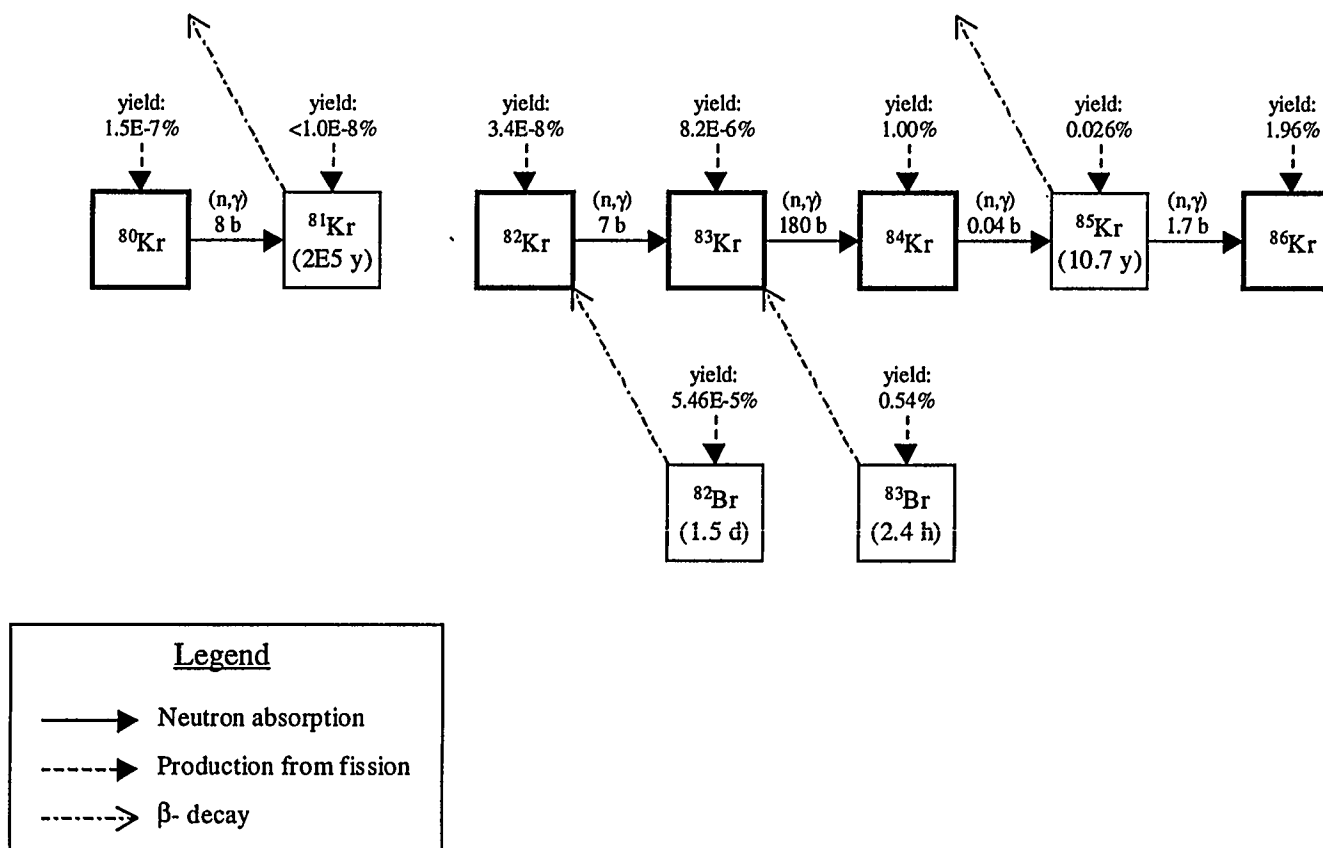 yield:
1.5E-7%
yield:
<1.0E-8%
yield:
3.4E-8%
yield:
8.2E-6%
yield:
1.00%
yield:
0.026%
yield:
1.96%
⁸⁰Kr
(n,γ)
8 b
⁸¹Kr
(2E5 y)
⁸²Kr
(n,γ)
7 b
⁸³Kr
(n,γ)
180 b
⁸⁴Kr
(n,γ)
0.04 b
⁸⁵Kr
(10.7 y)
(n,γ)
1.7 b
⁸⁶Kr
yield:
5.46E-5%
yield:
0.54%
⁸²Br
(1.5 d)
⁸³Br
(2.4 h)
Legend
Neutron absorption
Production from fission
β- decay